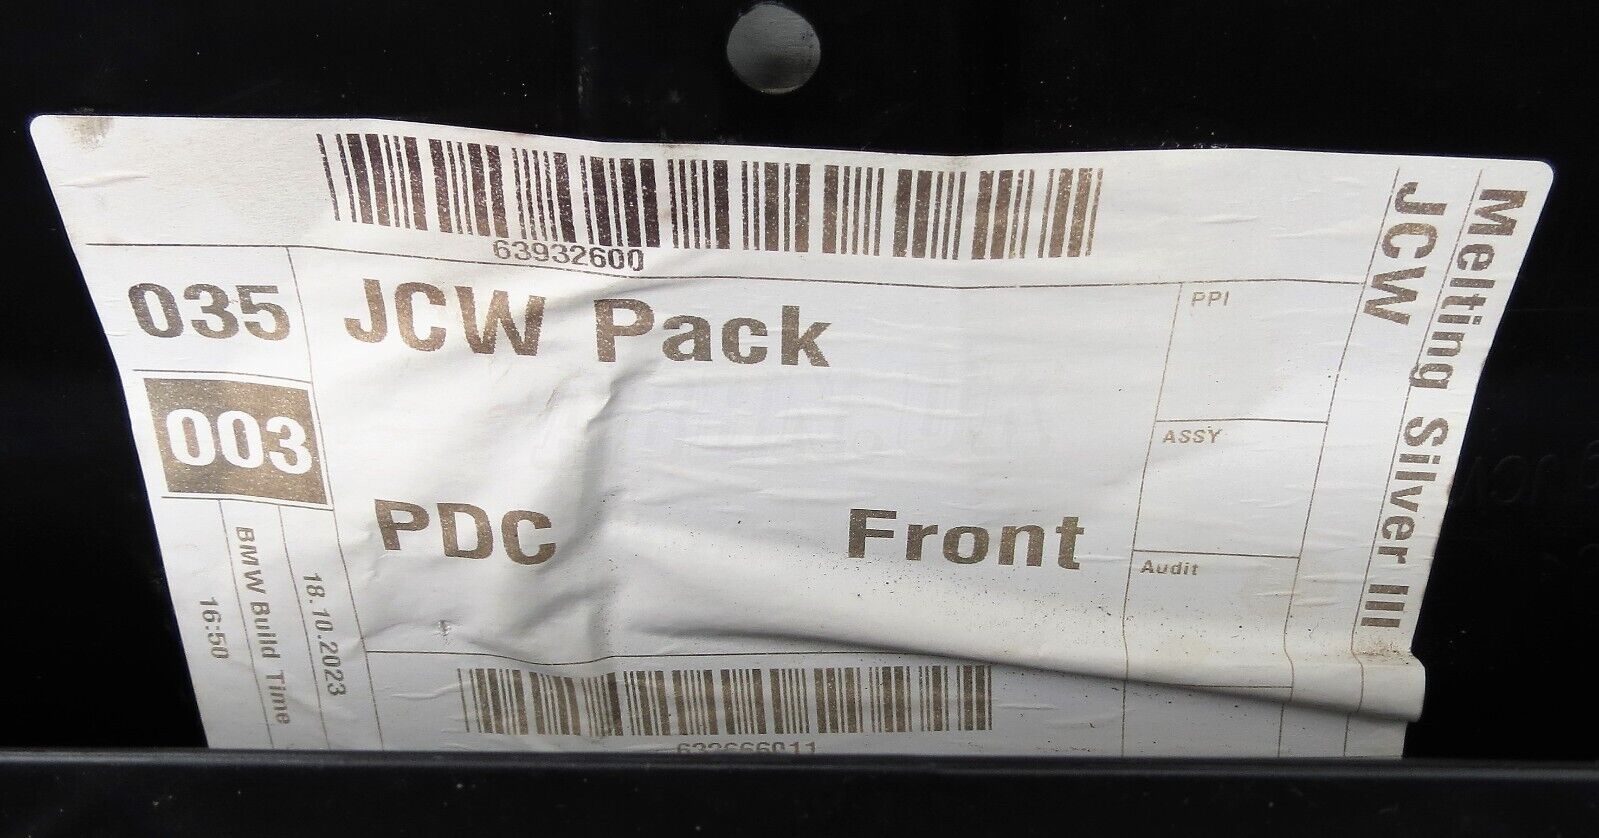 63932600
035
JCW Pack
003
PDC Front
PPI
ASSY
Audit
JCW
Melting Silver III
18.10.2023
BMW Build Time
16:50